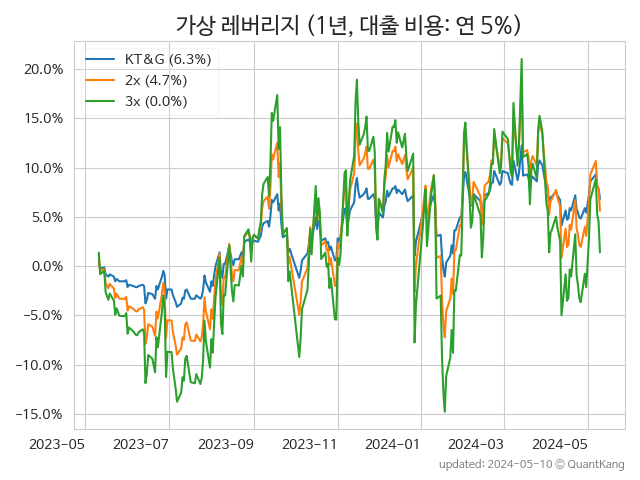 가상 레버리지 (1년, 대출 비용: 연 5%)
KT&G (6.3%)
2x (4.7%)
3x (0.0%)
20.0%
15.0%
10.0%
5.0%
0.0%
−5.0%
−10.0%
−15.0%
2023-05 2023-07 2023-09 2023-11 2024-01 2024-03 2024-05
updated: 2024-05-10 © QuantKang